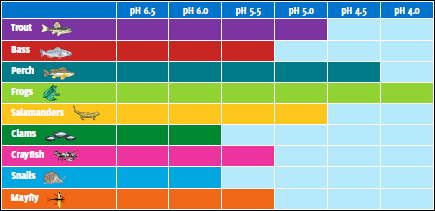 pH 6.5 pH 6.0 pH 5.5 pH 5.0 pH 4.5 pH 4.0
Trout
Bass
Perch
Frogs
Salamanders
Clams
Crayfish
Snails
Mayfly